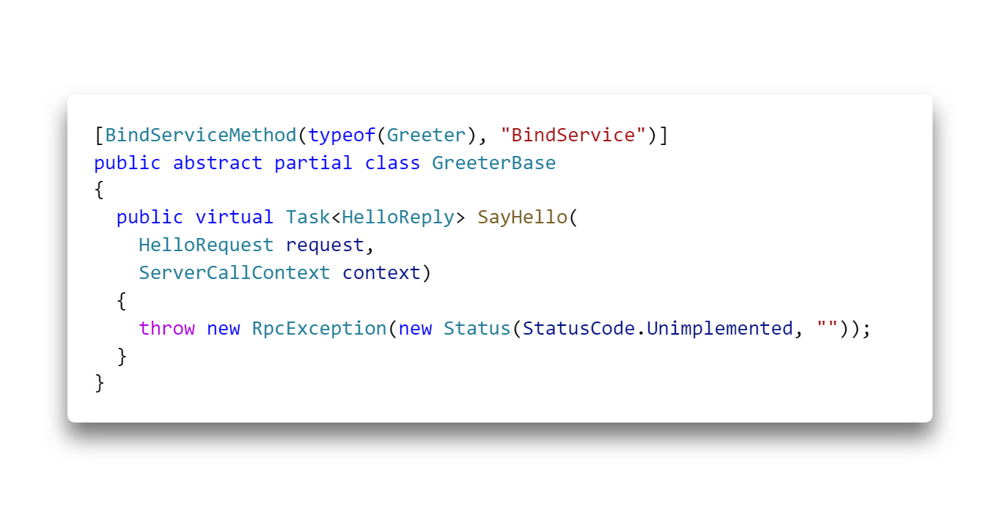 [BindServiceMethod(typeof(Greeter), "BindService")]
public abstract partial class GreeterBase
{
  public virtual Task<HelloReply> SayHello(
    HelloRequest request,
    ServerCallContext context)
  {
    throw new RpcException(new Status(StatusCode.Unimplemented, ""));
  }
}